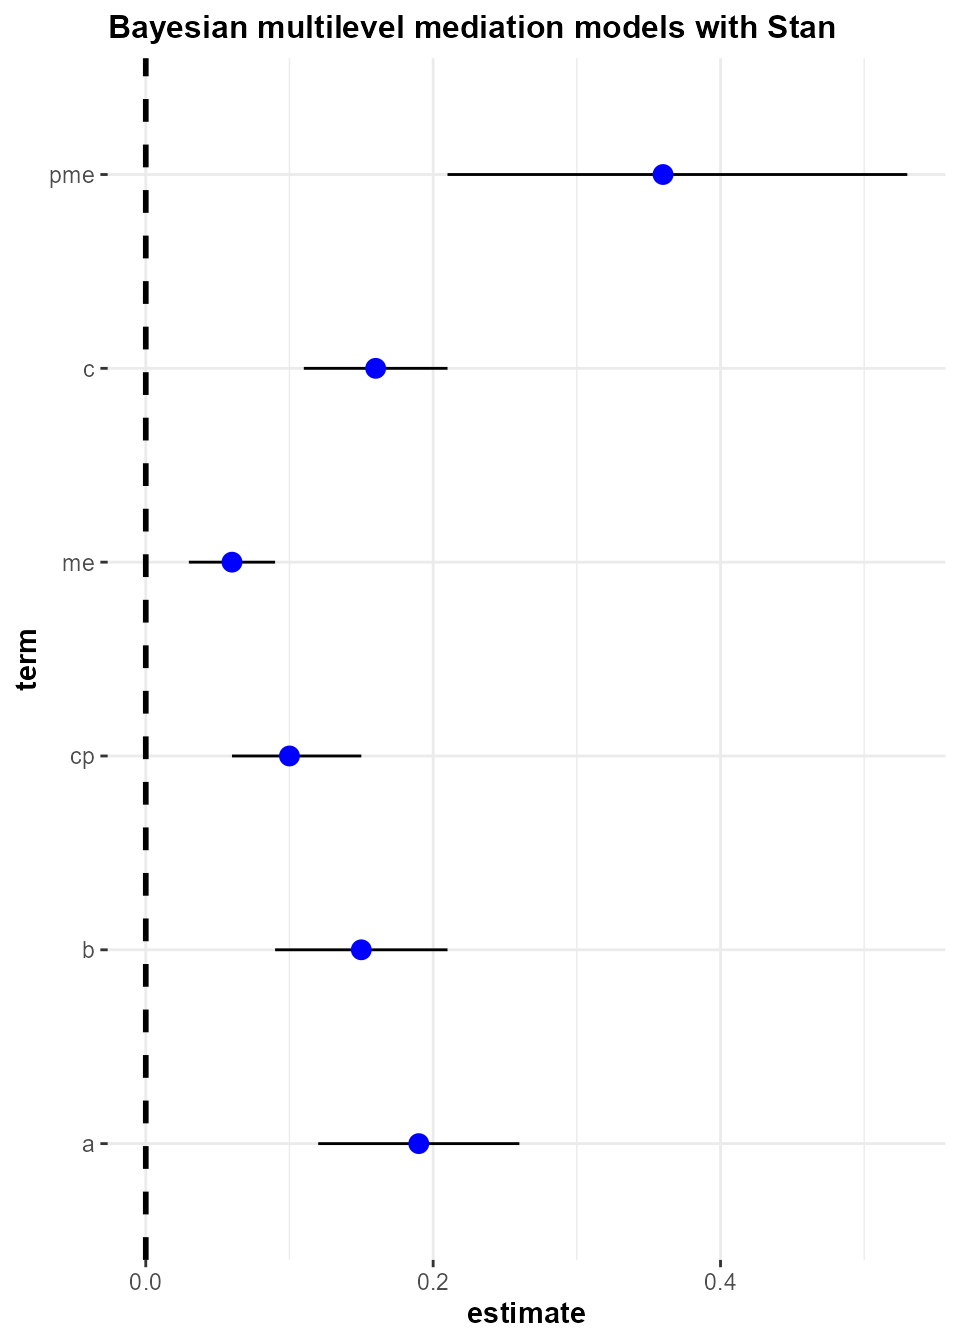 Bayesian multilevel mediation models with Stan
pme
c
me
cp
b
a
term
0.0
0.2
0.4
estimate